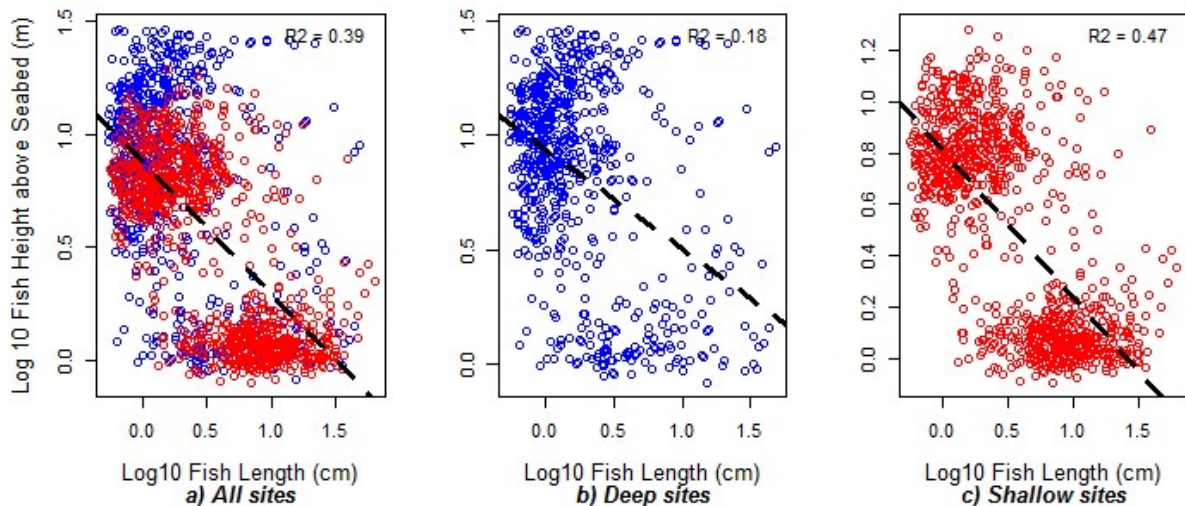 Log 10 Fish Height above Seabed (m)
R2 = 0.39
1.5
1.0
0.5
0.0
0.0 0.5 1.0 1.5
Log10 Fish Length (cm)
a) All sites
R2 = 0.18
1.5
1.0
0.5
0.0
0.0 0.5 1.0 1.5
Log10 Fish Length (cm)
b) Deep sites
R2 = 0.47
1.2
1.0
0.8
0.6
0.4
0.2
0.0
0.0 0.5 1.0 1.5
Log10 Fish Length (cm)
c) Shallow sites